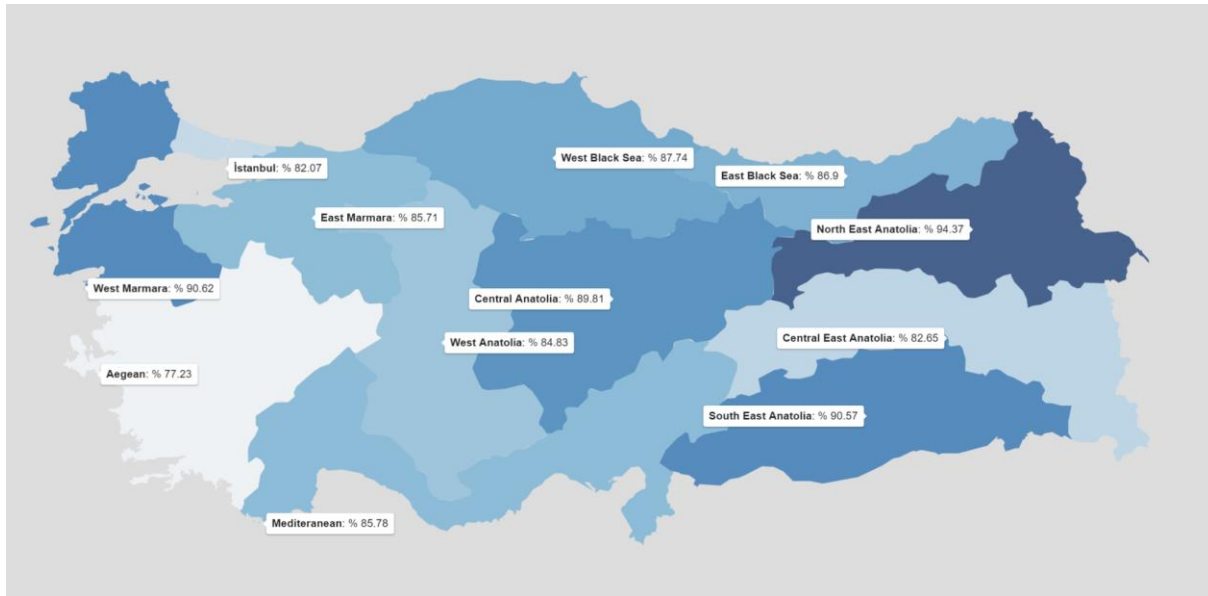 West Black Sea: % 87.74
İstanbul: % 82.07
East Black Sea: % 86.9
East Marmara: % 85.71
North East Anatolia: % 94.37
West Marmara: % 90.62
Central Anatolia: % 89.81
West Anatolia: % 84.83
Central East Anatolia: % 82.65
Aegean: % 77.23
South East Anatolia: % 90.57
Mediteranean: % 85.78